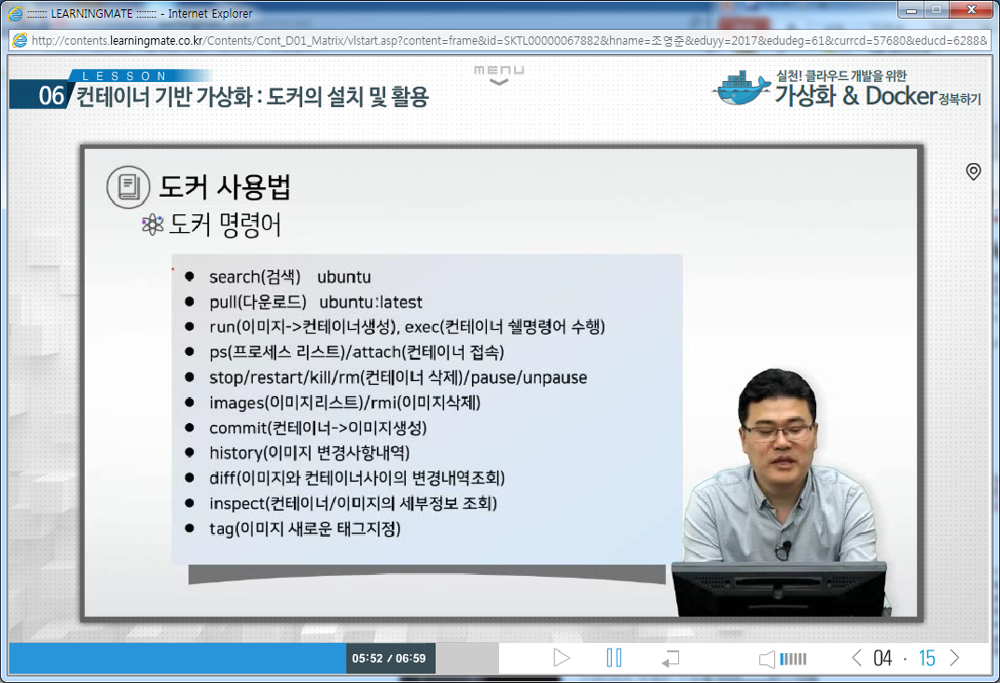 :::::::: LEARNINGMATE :::::::: - Internet Explorer
http://contents.learningmate.co.kr/Contents/Cont_D01_Matrix/vlstart.asp?content=frame&id=SKTL00000067882&hname=조영준&eduyy=2017&edudeg=61&currcd=57680&educd=6288&
LESSON
06 컨테이너 기반 가상화 : 도커의 설치 및 활용
MENU
실천! 클라우드 개발을 위한
가상화 & Docker 정복하기
도커 사용법
도커 명령어
● search(검색) ubuntu
● pull(다운로드) ubuntu:latest
● run(이미지->컨테이너생성), exec(컨테이너 쉘명령어 수행)
● ps(프로세스 리스트)/attach(컨테이너 접속)
● stop/restart/kill/rm(컨테이너 삭제)/pause/unpause
● images(이미지리스트)/rmi(이미지삭제)
● commit(컨테이너->이미지생성)
● history(이미지 변경사항내역)
● diff(이미지와 컨테이너사이의 변경내역조회)
● inspect(컨테이너/이미지의 세부정보 조회)
● tag(이미지 새로운 태그지정)
05:52 / 06:59
04 · 15